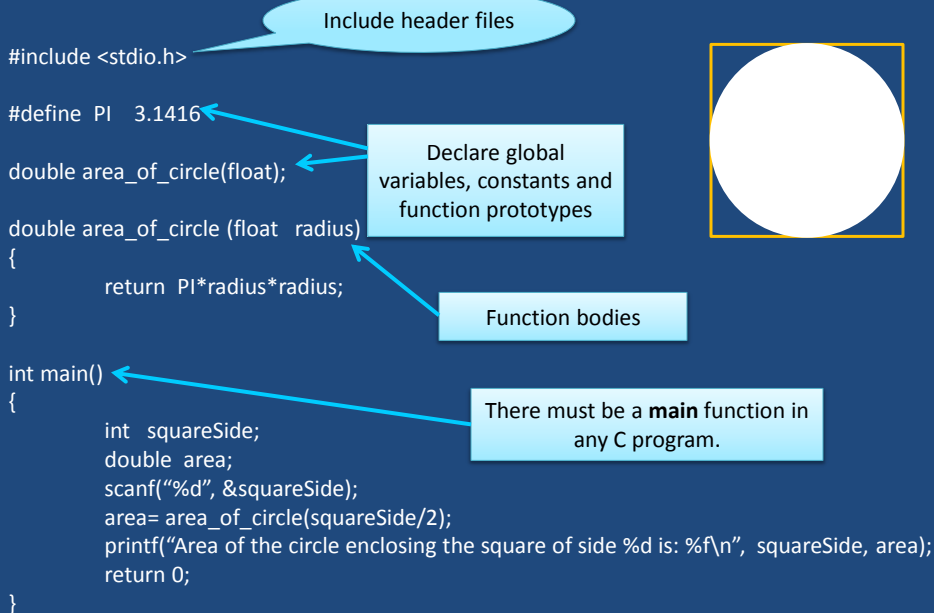 Include header files
#include <stdio.h>
#define PI 3.1416
Declare global
variables, constants and
function prototypes
double area_of_circle(float);
double area_of_circle (float radius)
{
return PI*radius*radius;
}
Function bodies
int main()
{
There must be a main function in
any C program.
int squareSide;
double area;
scanf(“%d”, &squareSide);
area= area_of_circle(squareSide/2);
printf(“Area of the circle enclosing the square of side %d is: %f\n”, squareSide, area);
return 0;
}